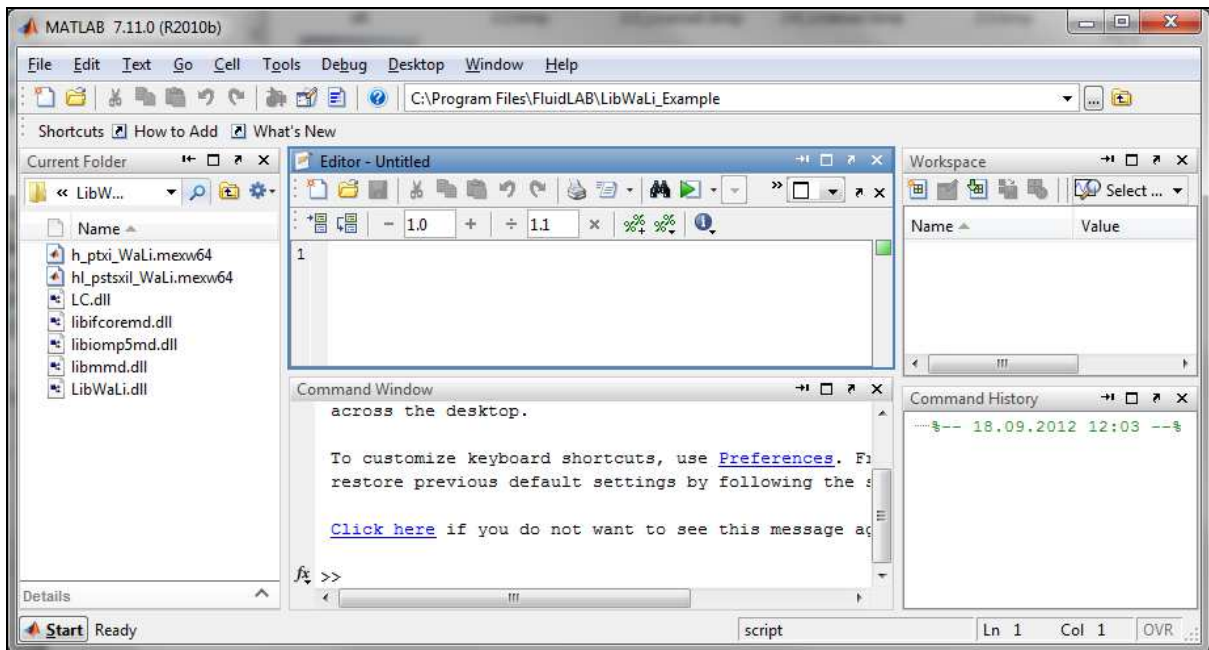 MATLAB 7.11.0 (R2010b)
File Edit Text Go Cell Tools Debug Desktop Window Help
C:\Program Files\FluidLAB\LibWaLi_Example
Shortcuts How to Add What's New
Current Folder
« LibW...
Name
h_ptxi_WaLi.mexw64
hl_pstsxil_WaLi.mexw64
LC.dll
libifcoremd.dll
libiomp5md.dll
libmmd.dll
LibWaLi.dll
Details
Editor - Untitled
− 1.0 + ÷ 1.1 ×
1
Command Window
across the desktop.
To customize keyboard shortcuts, use Preferences.
restore previous default settings by following the
Click here if you do not want to see this message
fx >>
Workspace
Select ...
Name Value
Command History
%-- 18.09.2012 12:03 --%
Start Ready
script
Ln 1 Col 1 OVR